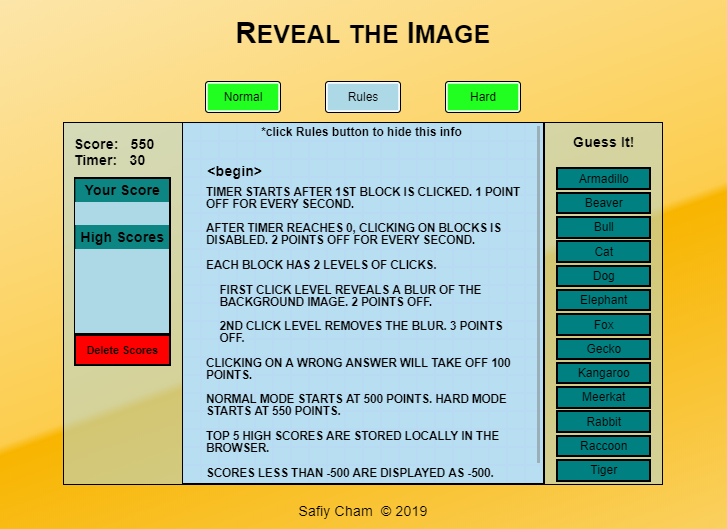 REVEAL THE IMAGE
Normal
Rules
Hard
Score: 550
Timer: 30
Your Score
High Scores
Delete Scores
*click Rules button to hide this info
<begin>
TIMER STARTS AFTER 1ST BLOCK IS CLICKED. 1 POINT
OFF FOR EVERY SECOND.
AFTER TIMER REACHES 0, CLICKING ON BLOCKS IS
DISABLED. 2 POINTS OFF FOR EVERY SECOND.
EACH BLOCK HAS 2 LEVELS OF CLICKS.
FIRST CLICK LEVEL REVEALS A BLUR OF THE
BACKGROUND IMAGE. 2 POINTS OFF.
2ND CLICK LEVEL REMOVES THE BLUR. 3 POINTS
OFF.
CLICKING ON A WRONG ANSWER WILL TAKE OFF 100
POINTS.
NORMAL MODE STARTS AT 500 POINTS. HARD MODE
STARTS AT 550 POINTS.
TOP 5 HIGH SCORES ARE STORED LOCALLY IN THE
BROWSER.
SCORES LESS THAN -500 ARE DISPLAYED AS -500.
Guess It!
Armadillo
Beaver
Bull
Cat
Dog
Elephant
Fox
Gecko
Kangaroo
Meerkat
Rabbit
Raccoon
Tiger
Safiy Cham © 2019